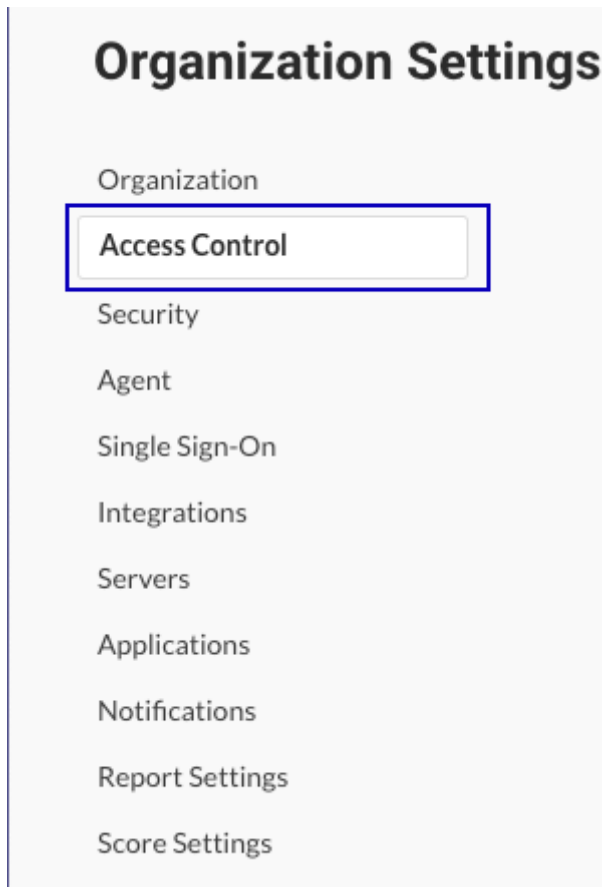 Organization Settings
Organization
Access Control
Security
Agent
Single Sign-On
Integrations
Servers
Applications
Notifications
Report Settings
Score Settings